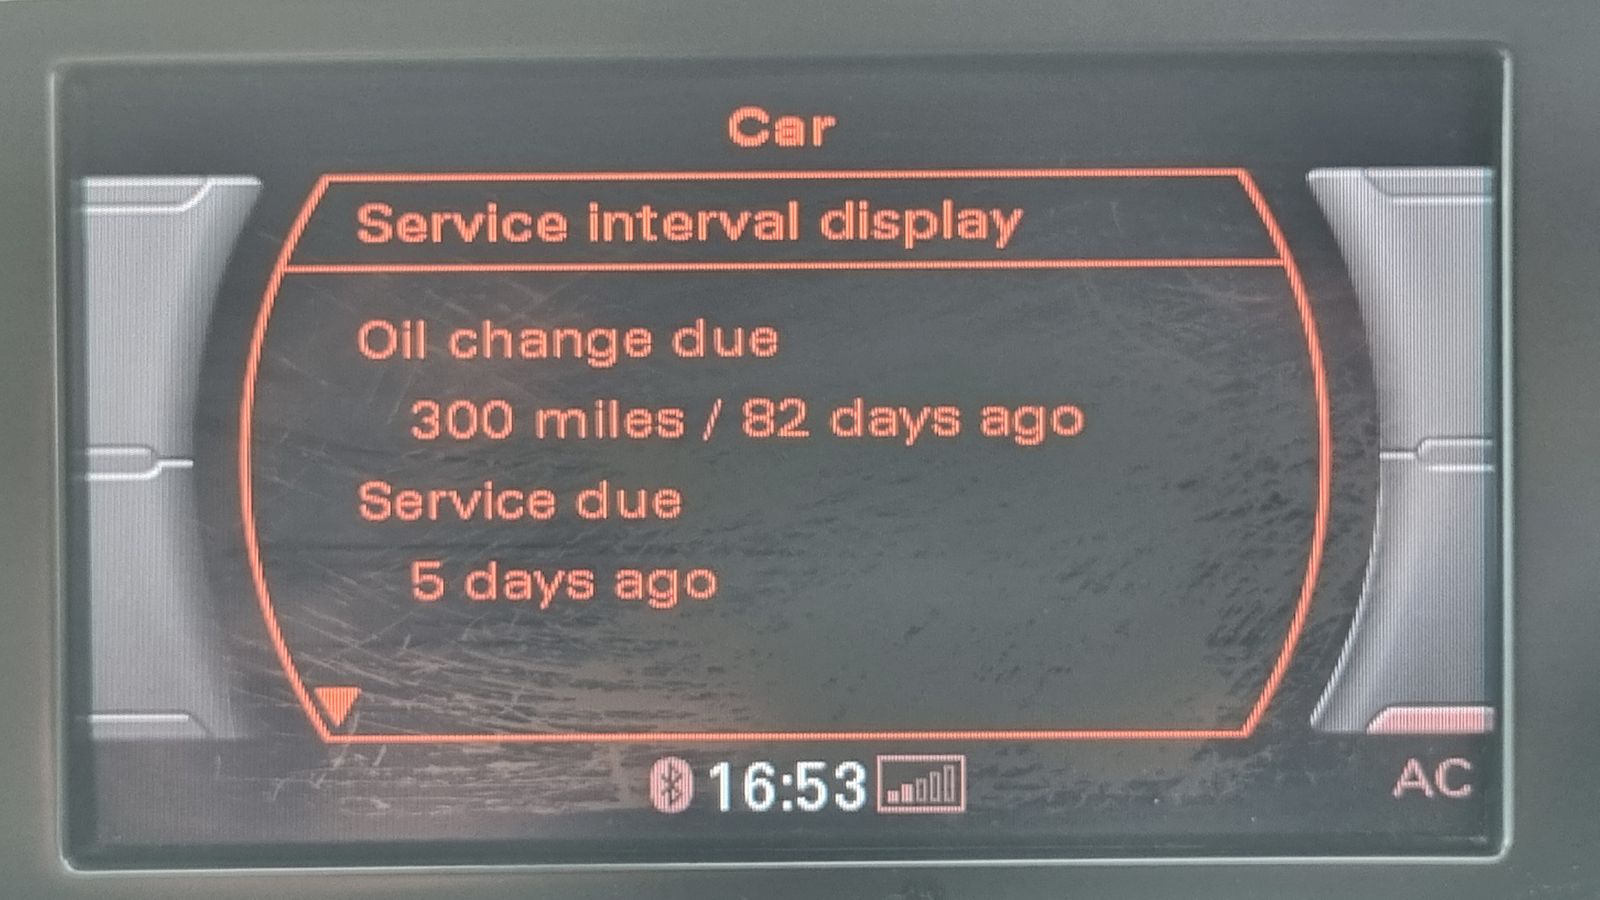 Car
Service interval display
Oil change due
300 miles / 82 days ago
Service due
5 days ago
16:53
AC